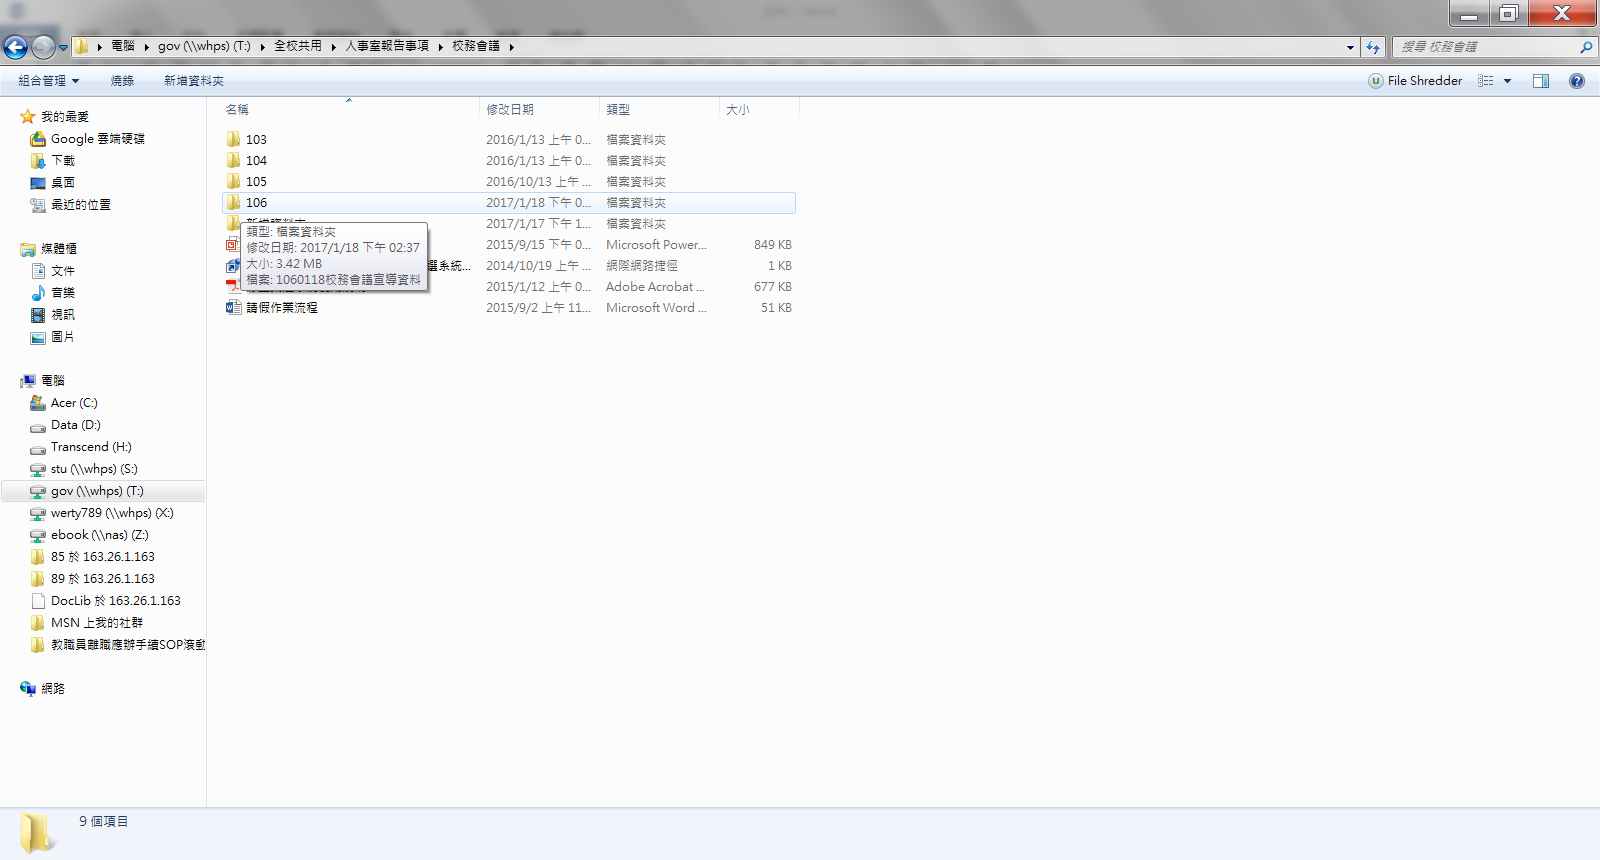 電腦 gov (\\whps) (T:) 全校共用 人事室報告事項 校務會議
搜尋 校務會議
組合管理 燒錄 新增資料夾 File Shredder
名稱 修改日期 類型 大小
我的最愛
Google 雲端硬碟
下載
桌面
最近的位置
媒體櫃
文件
音樂
視訊
圖片
電腦
Acer (C:)
Data (D:)
Transcend (H:)
stu (\\whps) (S:)
gov (\\whps) (T:)
werty789 (\\whps) (X:)
ebook (\\nas) (Z:)
85 於 163.26.1.163
89 於 163.26.1.163
DocLib 於 163.26.1.163
MSN 上我的社群
教職員離職應辦手續SOP滾動
網路
103 2016/1/13 上午 0... 檔案資料夾
104 2016/1/13 上午 0... 檔案資料夾
105 2016/10/13 上午 ... 檔案資料夾
106 2017/1/18 下午 0... 檔案資料夾
新增資料夾 2017/1/17 下午 1... 檔案資料夾
2015/9/15 下午 0... Microsoft Power... 849 KB
選系統... 2014/10/19 上午 ... 網際網路捷徑 1 KB
2015/1/12 上午 0... Adobe Acrobat ... 677 KB
請假作業流程 2015/9/2 上午 11... Microsoft Word ... 51 KB
類型: 檔案資料夾
修改日期: 2017/1/18 下午 02:37
大小: 3.42 MB
檔案: 1060118校務會議宣導資料
9 個項目